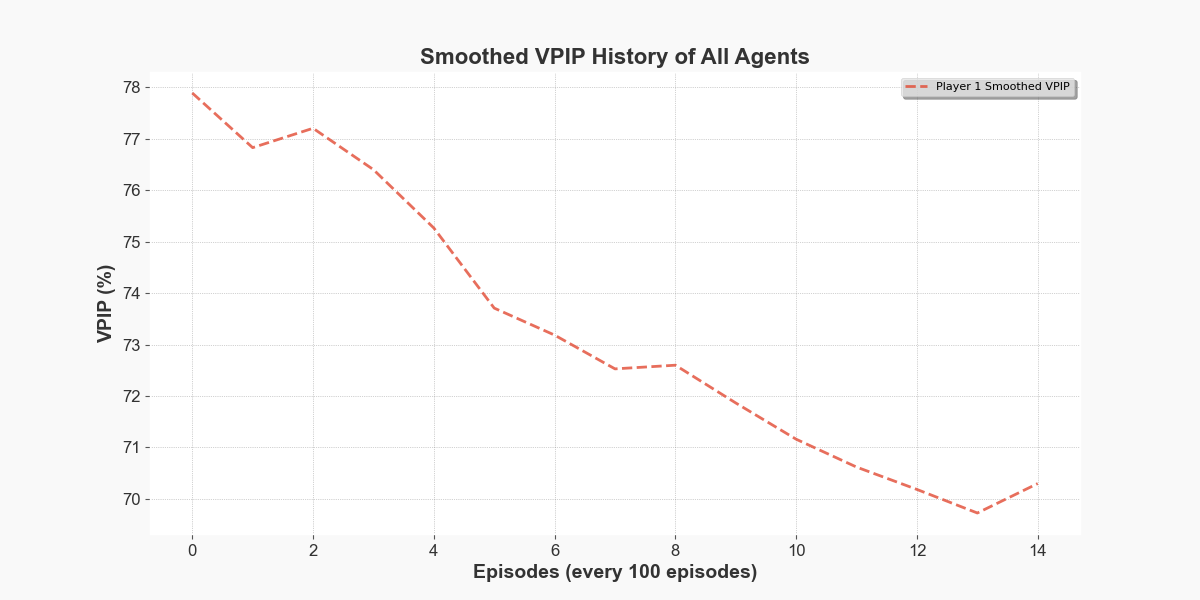 Smoothed VPIP History of All Agents
Player 1 Smoothed VPIP
78
77
76
75
74
73
72
71
70
VPIP (%)
0 2 4 6 8 10 12 14
Episodes (every 100 episodes)